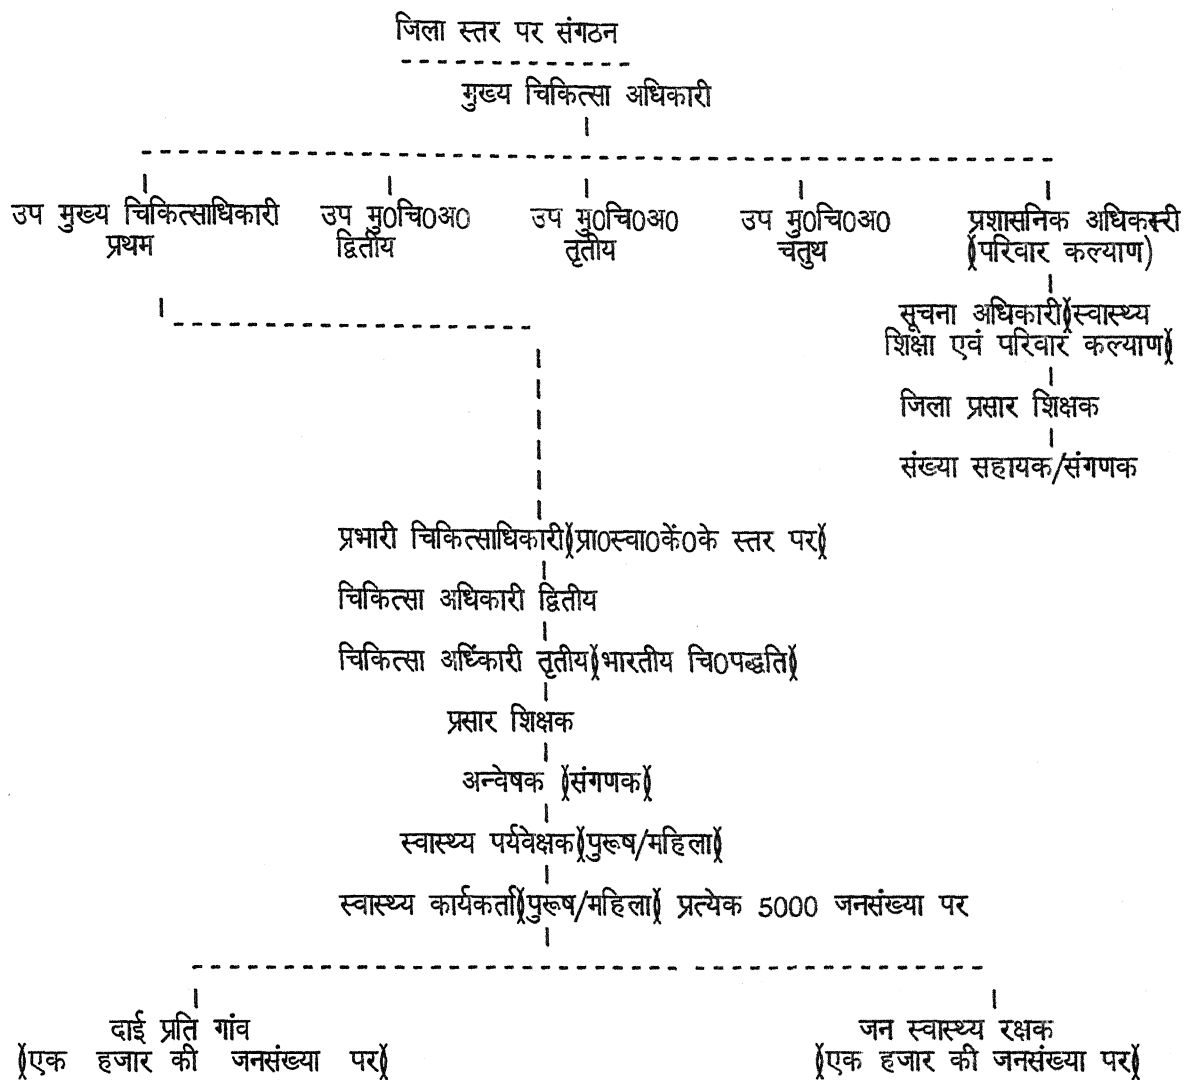 जिला स्तर पर संगठन
मुख्य चिकित्सा अधिकारी
उप मुख्य चिकित्साधिकारी
प्रथम
उप मु0चि0अ0
द्वितीय
उप मु0चि0अ0
तृतीय
उप मु0चि0अ0
चतुथ
प्रशासनिक अधिकस्री
(परिवार कल्याण)
सूचना अधिकारी(स्वास्थ्य
शिक्षा एवं परिवार कल्याण)
जिला प्रसार शिक्षक
संख्या सहायक/संगणक
प्रभारी चिकित्साधिकारी(प्रा0स्वा0कें0के स्तर पर)
चिकित्सा अधिकारी द्वितीय
चिकित्सा अधिंकारी तृतीय(भारतीय चि0पद्धति)
प्रसार शिक्षक
अन्वेषक (संगणक)
स्वास्थ्य पर्यवेक्षक(पुरूष/महिला)
स्वास्थ्य कार्यकर्ता(पुरूष/महिला) प्रत्येक 5000 जनसंख्या पर
दाई प्रति गांव
(एक हजार की जनसंख्या पर)
जन स्वास्थ्य रक्षक
(एक हजार की जनसंख्या पर)